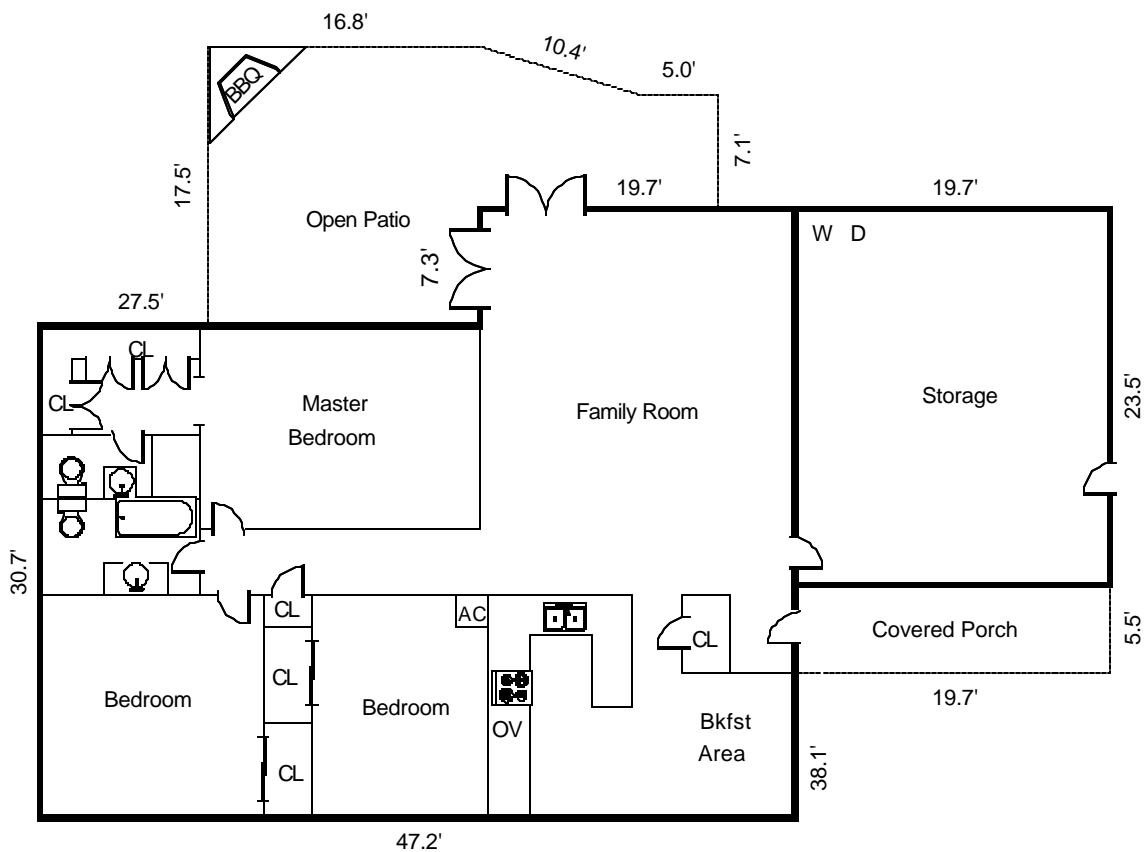 16.8'
10.4'
5.0'
BBQ
7.1'
17.5'
19.7'
19.7'
Open Patio
W D
7.3'
27.5'
CL
CL
Master
Bedroom
Family Room
Storage
23.5'
30.7'
CL
AC
CL
Covered Porch
5.5'
CL
Bedroom
Bedroom
19.7'
OV
Bkfst
Area
CL
38.1'
47.2'